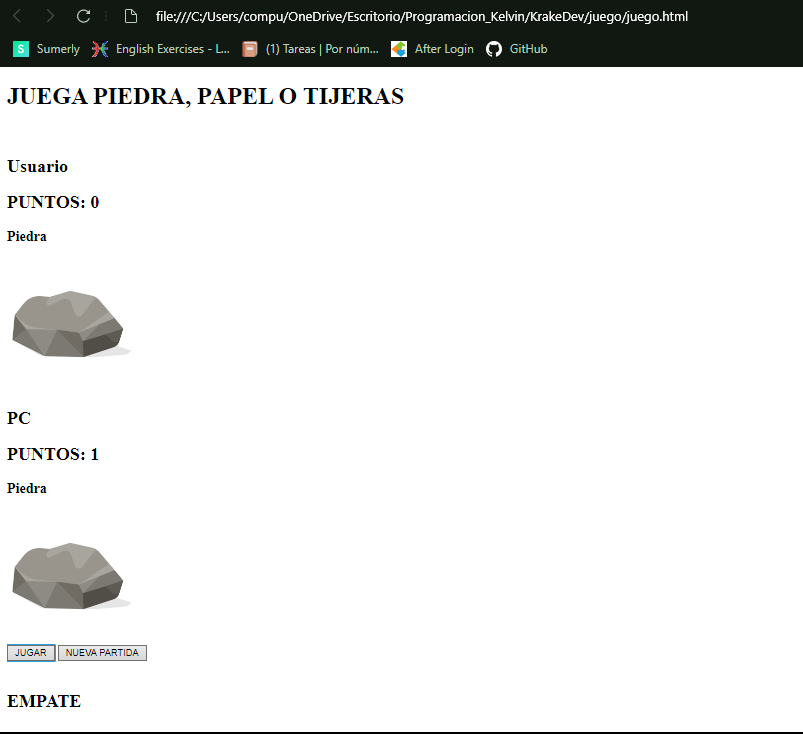 file:///C:/Users/compu/OneDrive/Escritorio/Programacion_Kelvin/KrakeDev/juego/juego.html
S Sumerly English Exercises - L... (1) Tareas | Por núm... After Login GitHub
JUEGA PIEDRA, PAPEL O TIJERAS
Usuario
PUNTOS: 0
Piedra
PC
PUNTOS: 1
Piedra
JUGAR NUEVA PARTIDA
EMPATE